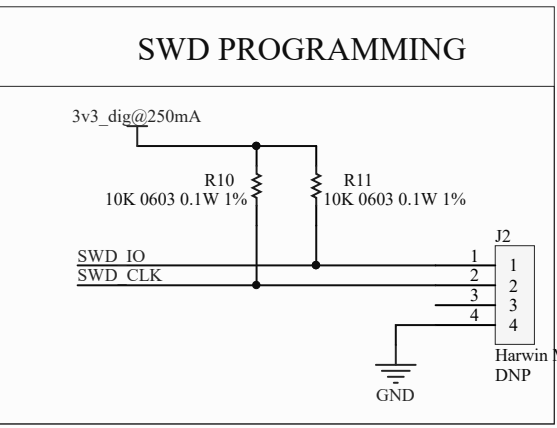 SWD PROGRAMMING
3v3_dig@250mA
R10
10K 0603 0.1W 1%
R11
10K 0603 0.1W 1%
SWD_IO
SWD_CLK
J2
1
2
3
4
1
2
3
4
Harwin
DNP
GND